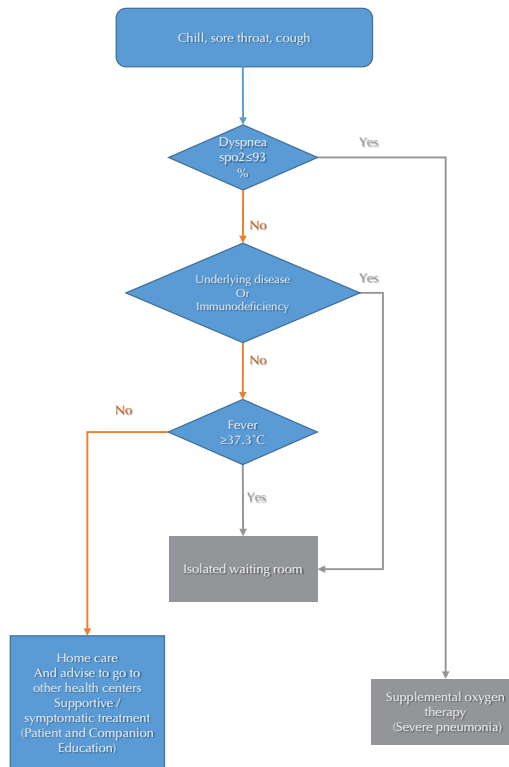 Chill, sore throat, cough
Dyspnea
spo2≤93
%
Yes
No
Underlying disease
Or
Immunodeficiency
Yes
No
Fever
≥37.3°C
No
Yes
Isolated waiting room
Home care
And advise to go to
other health centers
Supportive /
symptomatic treatment
(Patient and Companion
Education)
Supplemental oxygen
therapy
(Severe pneumonia)